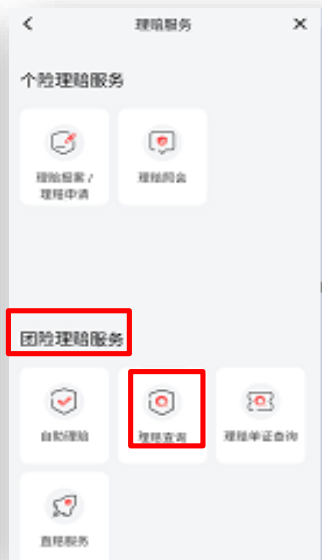 理赔服务
个险理赔服务
理赔报案 /
理赔申请
理赔照会
团险理赔服务
自助理赔
理赔查询
理赔单证查询
直赔服务